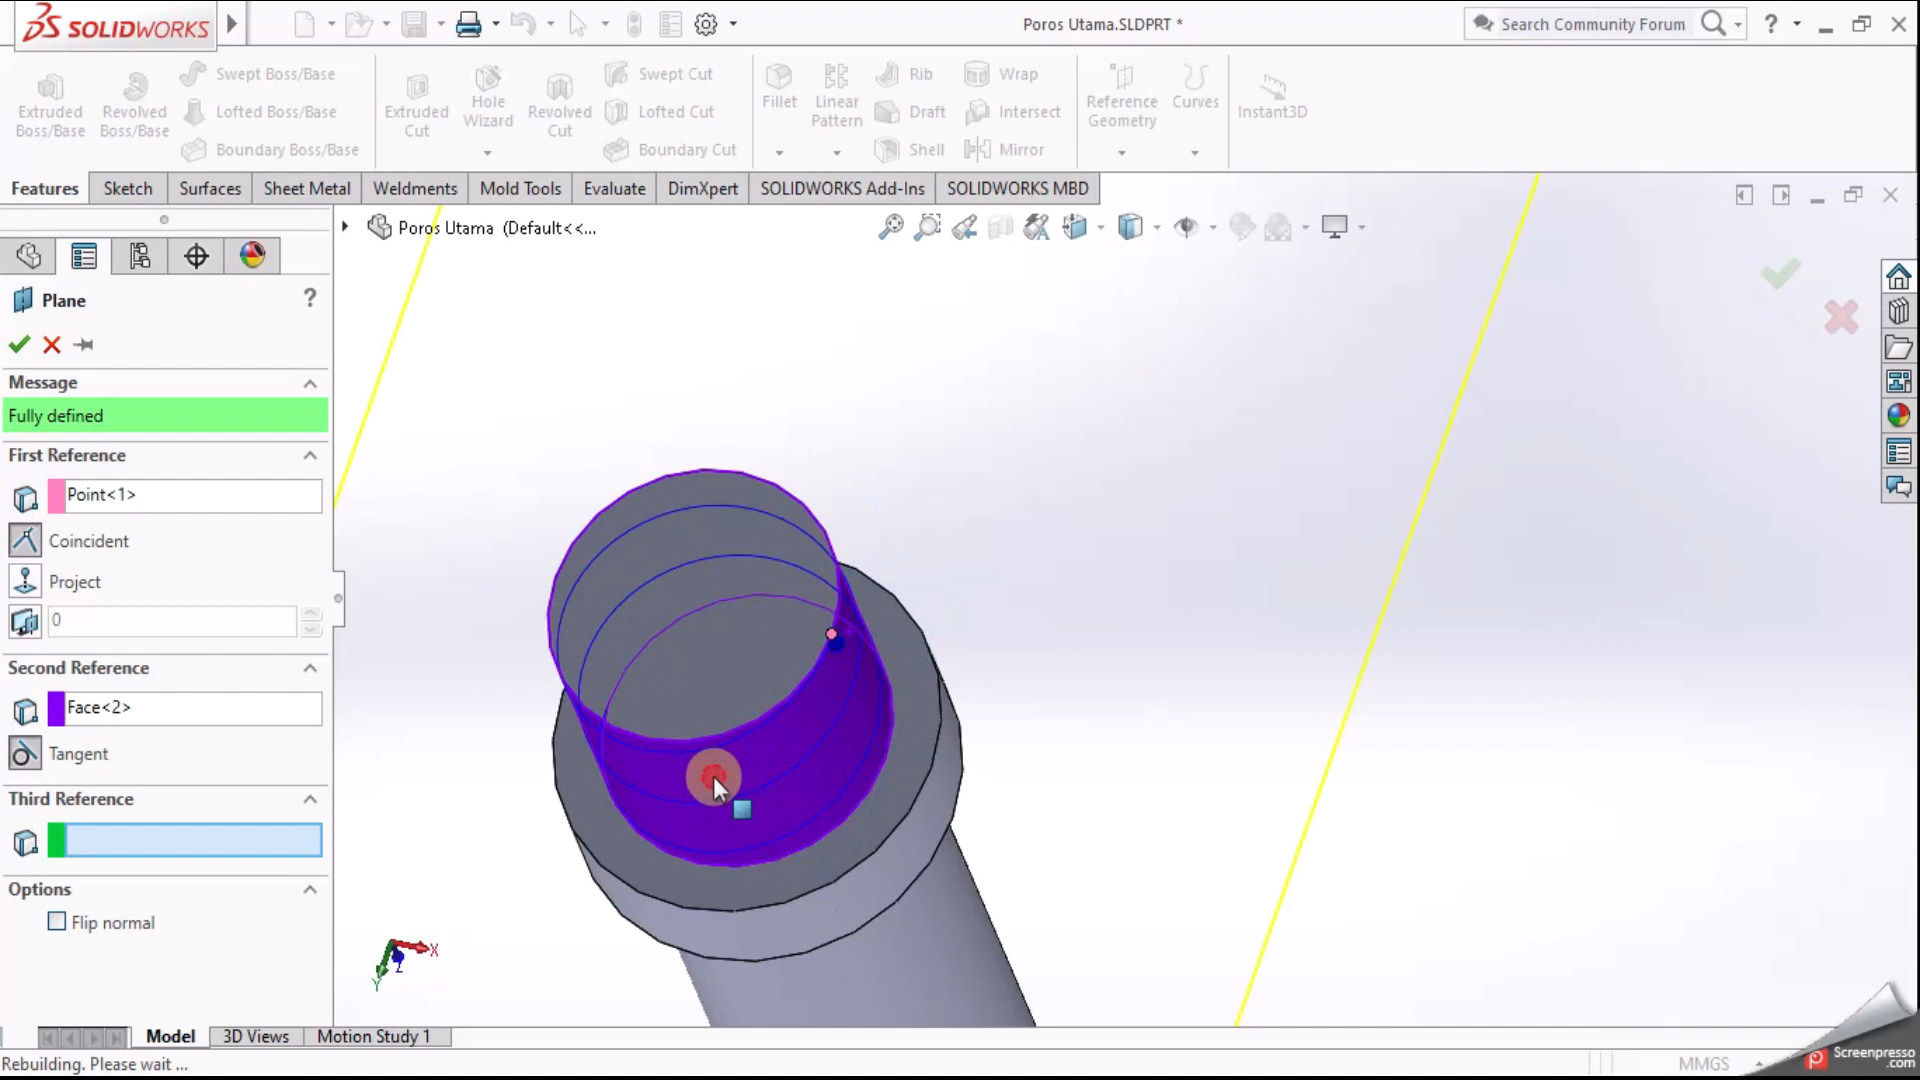 SOLIDWORKS
Poros Utama.SLDPRT *
Search Community Forum
?
Extruded Boss/Base
Revolved Boss/Base
Swept Boss/Base
Lofted Boss/Base
Boundary Boss/Base
Extruded Cut
Hole Wizard
Revolved Cut
Swept Cut
Lofted Cut
Boundary Cut
Fillet
Linear Pattern
Rib
Draft
Shell
Wrap
Intersect
Mirror
Reference Geometry
Curves
Instant3D
Features
Sketch
Surfaces
Sheet Metal
Weldments
Mold Tools
Evaluate
DimXpert
SOLIDWORKS Add-Ins
SOLIDWORKS MBD
Poros Utama (Default<<...
Plane
?
Message
Fully defined
First Reference
Point<1>
Coincident
Project
0
Second Reference
Face<2>
Tangent
Third Reference
Options
Flip normal
X
Y
Z
Model
3D Views
Motion Study 1
Rebuilding. Please wait ...
MMGS
Screenpresso
.com